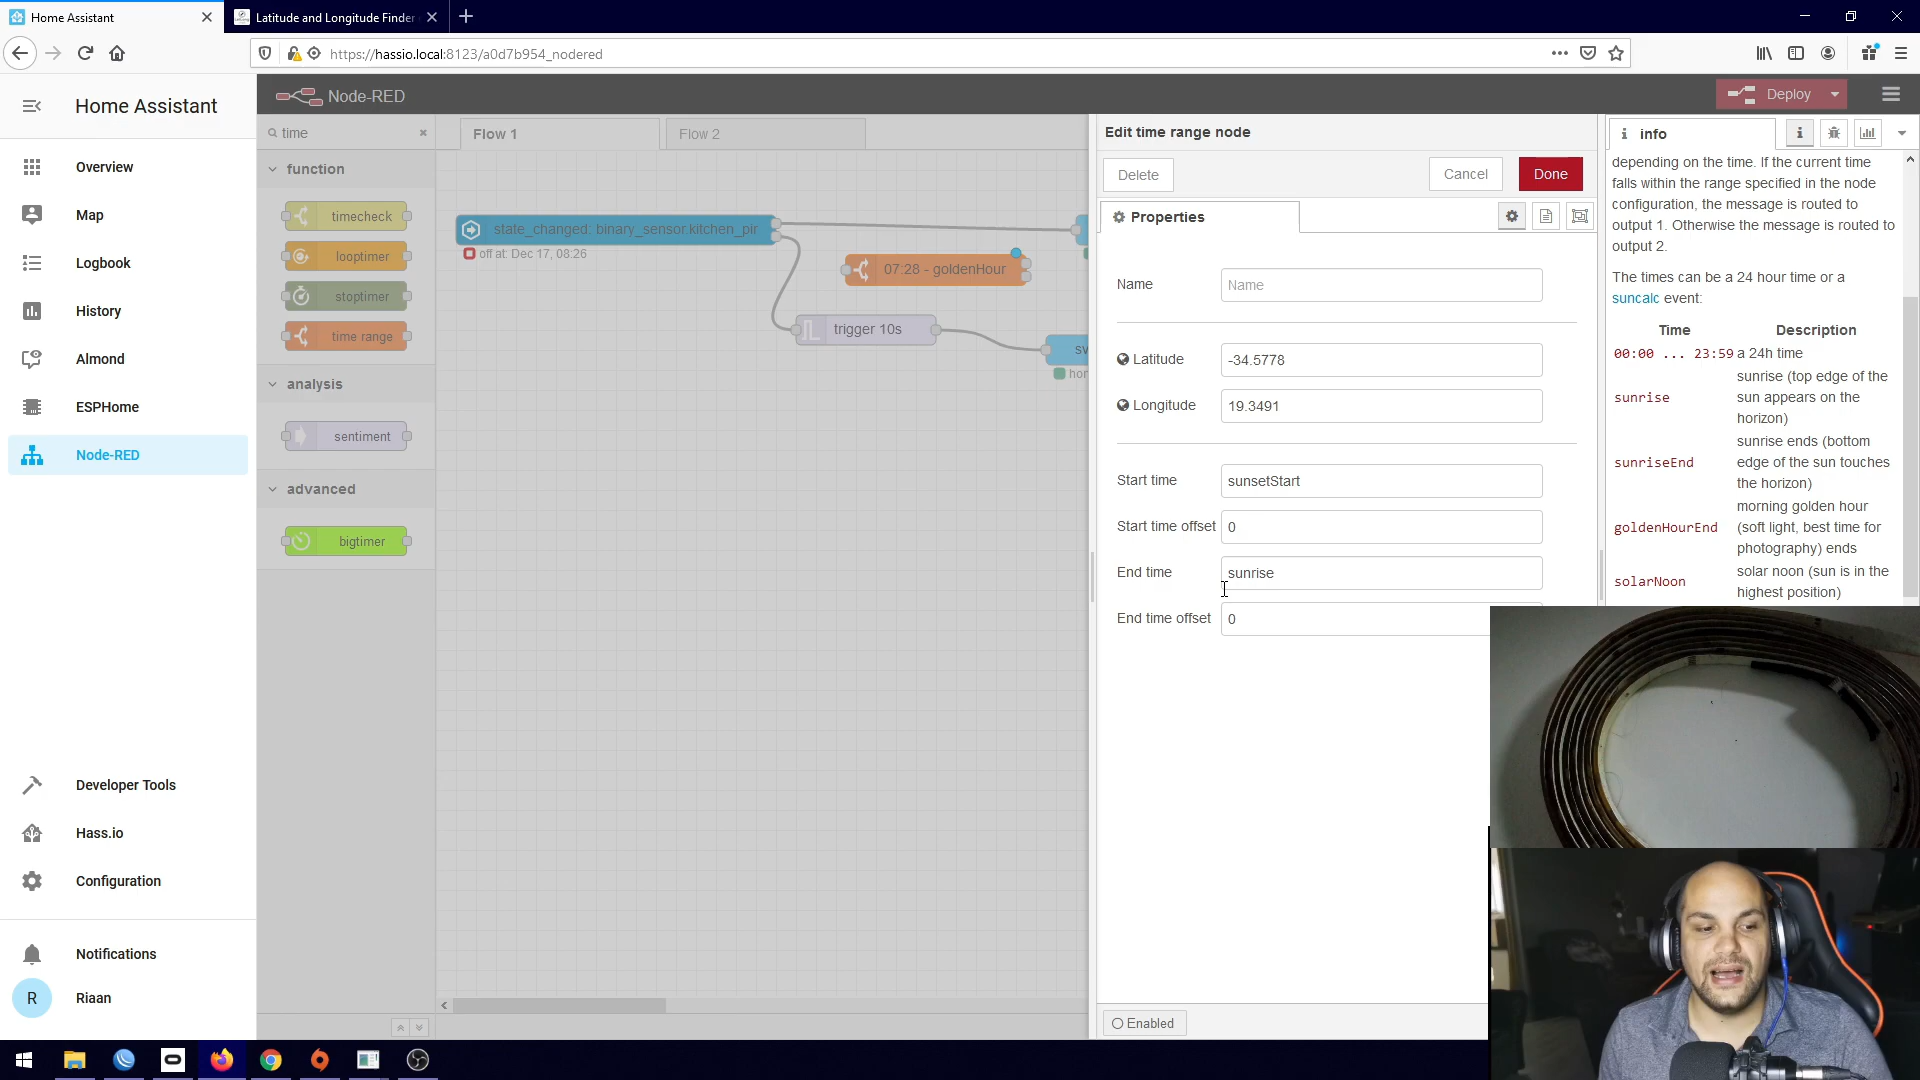 Home Assistant
Latitude and Longitude Finder
https://hassio.local:8123/a0d7b954_nodered
Home Assistant
Overview
Map
Logbook
History
Almond
ESPHome
Node-RED
Developer Tools
Hass.io
Configuration
Notifications
R
Riaan
Node-RED
Deploy
time
function
timecheck
looptimer
stoptimer
time range
analysis
sentiment
advanced
bigtimer
Flow 1
Flow 2
state_changed: binary_sensor.kitchen_pir
off at: Dec 17, 08:26
07:28 - goldenHour
trigger 10s
sv
hor
Edit time range node
Delete
Cancel
Done
Properties
Name
Name
Latitude
-34.5778
Longitude
19.3491
Start time
sunsetStart
Start time offset
0
End time
sunrise
End time offset
0
Enabled
i info
i
depending on the time. If the current time
falls within the range specified in the node
configuration, the message is routed to
output 1. Otherwise the message is routed to
output 2.
The times can be a 24 hour time or a
suncalc event:
Time Description
00:00 ... 23:59 a 24h time
sunrise
sunrise (top edge of the
sun appears on the
horizon)
sunriseEnd
sunrise ends (bottom
edge of the sun touches
the horizon)
goldenHourEnd
morning golden hour
(soft light, best time for
photography) ends
solarNoon
solar noon (sun is in the
highest position)